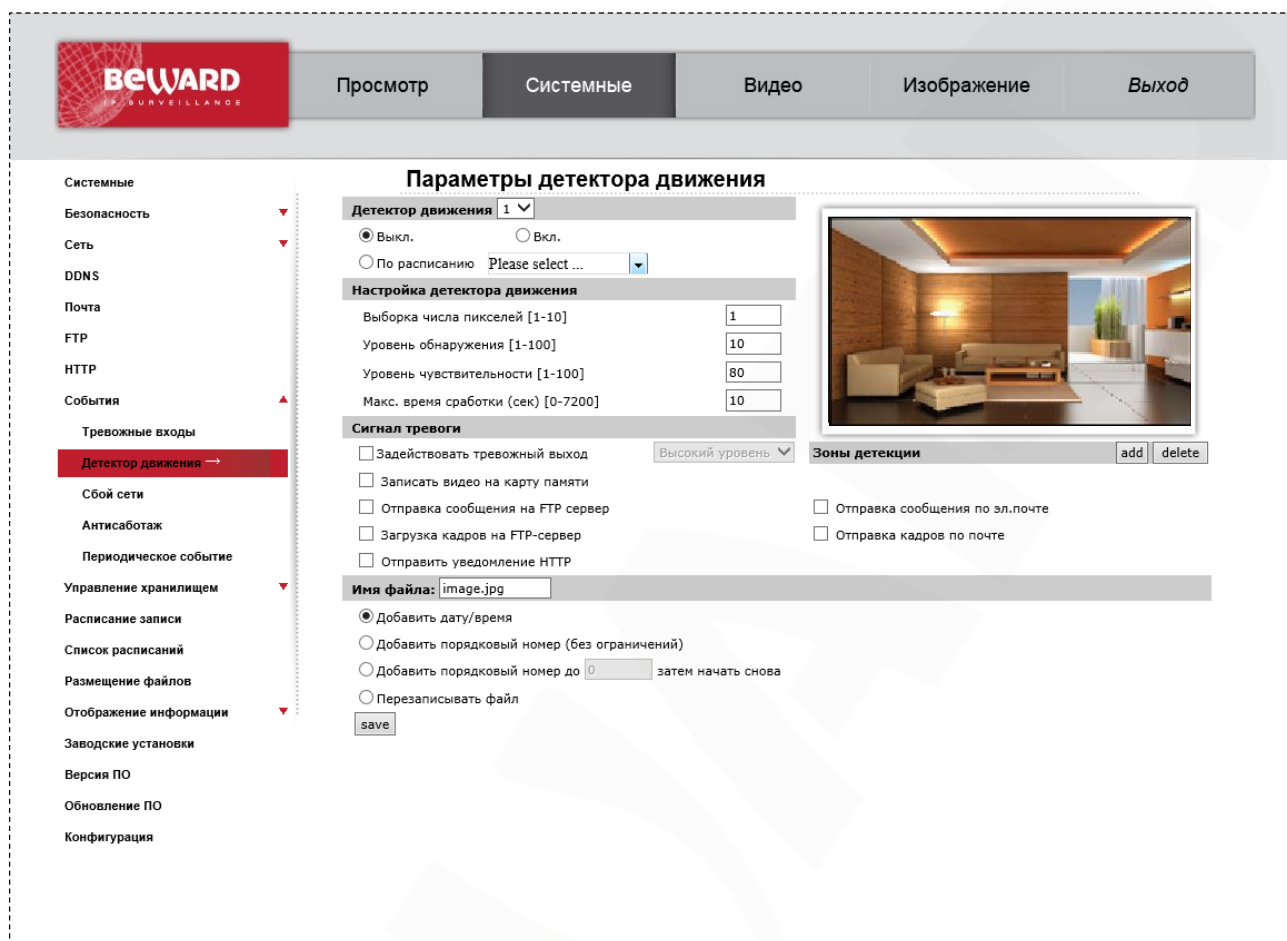 BEWARD
IP SURVEILLANCE
Просмотр
Системные
Видео
Изображение
Выход
Системные
Безопасность
Сеть
DDNS
Почта
FTP
HTTP
События
Тревожные входы
Детектор движения →
Сбой сети
Антисаботаж
Периодическое событие
Управление хранилищем
Расписание записи
Список расписаний
Размещение файлов
Отображение информации
Заводские установки
Версия ПО
Обновление ПО
Конфигурация
Параметры детектора движения
Детектор движения 1
Выкл. Вкл.
По расписанию Please select ...
Настройка детектора движения
Выборка числа пикселей [1-10] 1
Уровень обнаружения [1-100] 10
Уровень чувствительности [1-100] 80
Макс. время сработки (сек) [0-7200] 10
Сигнал тревоги
Задействовать тревожный выход Высокий уровень
Зоны детекции add delete
Записать видео на карту памяти
Отправка сообщения на FTP сервер Отправка сообщения по эл.почте
Загрузка кадров на FTP-сервер Отправка кадров по почте
Отправить уведомление HTTP
Имя файла: image.jpg
Добавить дату/время
Добавить порядковый номер (без ограничений)
Добавить порядковый номер до 0 затем начать снова
Перезаписывать файл
save